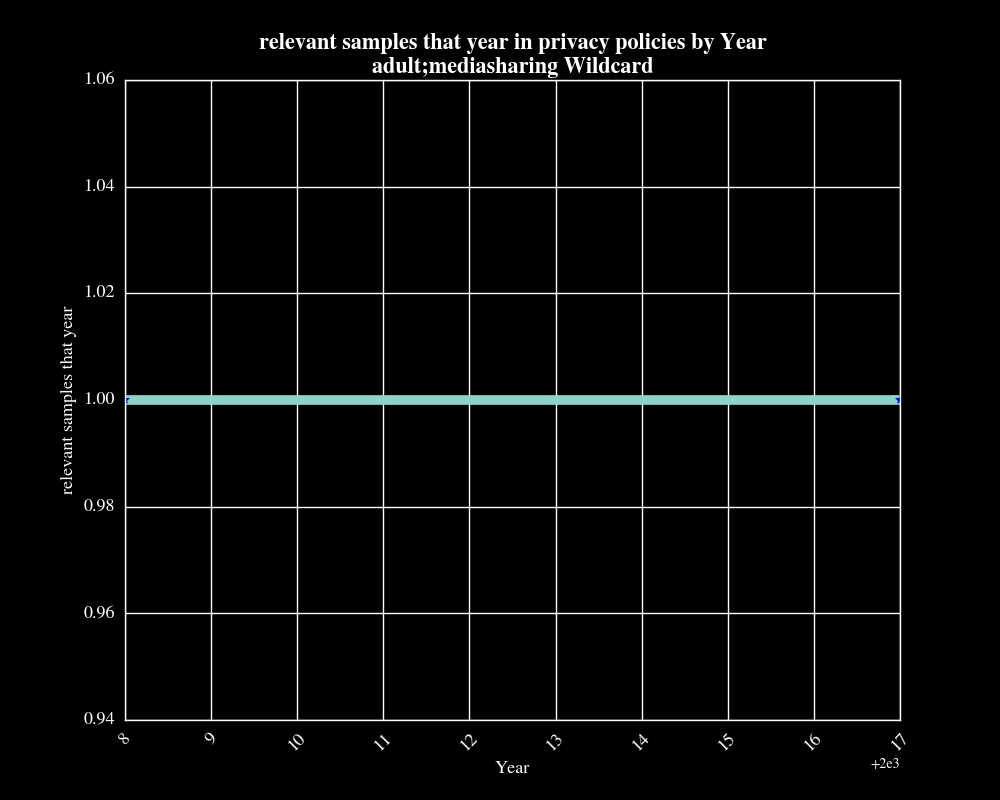 relevant samples that year in privacy policies by Year
adult;mediasharing Wildcard
1.06
1.04
1.02
1.00
0.98
0.96
0.94
relevant samples that year
8 9 10 11 12 13 14 15 16 17
Year
+2e3